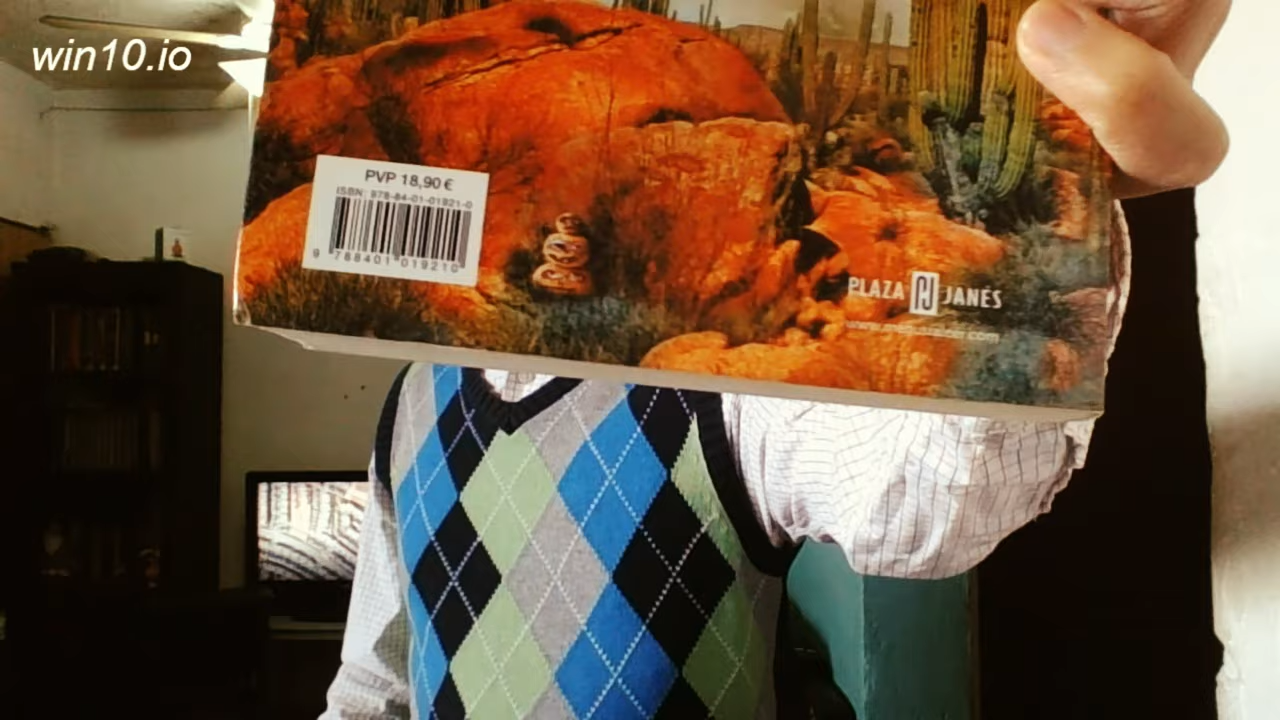 win10.io
PVP 18,90 €
ISBN: 978-84-01-01921-0
9 788401 019210
PLAZA JANÉS